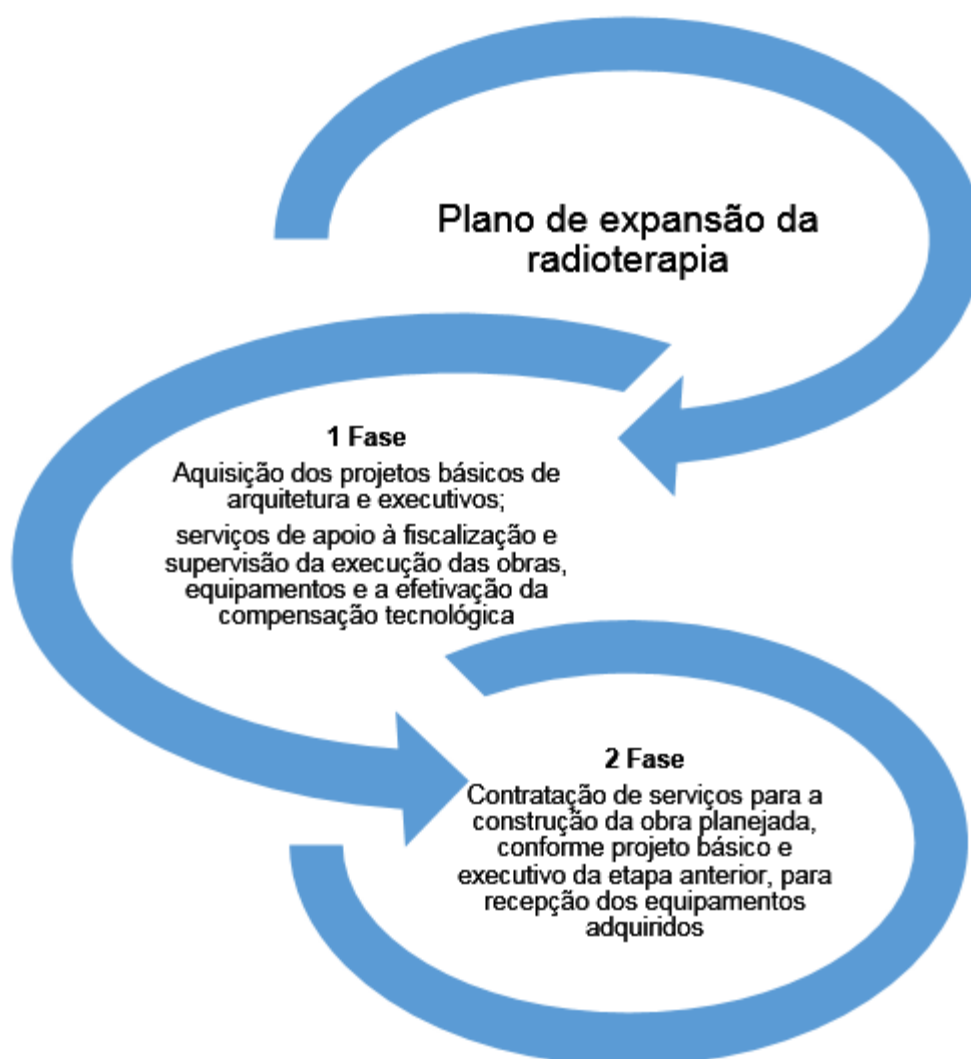 Plano de expansão da
radioterapia
1 Fase
Aquisição dos projetos básicos de
arquitetura e executivos;
serviços de apoio à fiscalização e
supervisão da execução das obras,
equipamentos e a efetivação da
compensação tecnológica
2 Fase
Contratação de serviços para a
construção da obra planejada,
conforme projeto básico e
executivo da etapa anterior, para
recepção dos equipamentos
adquiridos